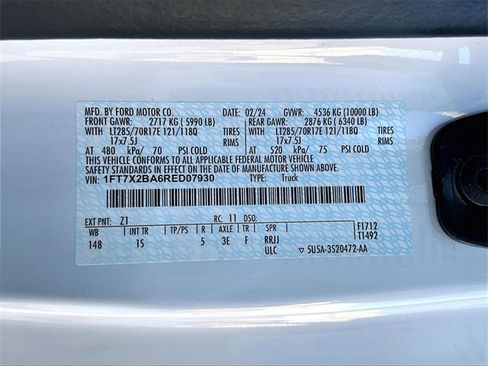 MFD. BY FORD MOTOR CO. 02/24 GVWR: 4536 KG (10000 LB)
FRONT GAWR: 2717 KG (5990 LB) REAR GAWR: 2876 KG (6340 LB)
WITH LT285/70R17E 121/118Q TIRES WITH LT285/70R17E 121/118Q TIRES
17x7.5J RIMS 17x7.5J RIMS
AT 480 kPa/ 70 PSI COLD AT 520 kPa/ 75 PSI COLD
THIS VEHICLE CONFORMS TO ALL APPLICABLE FEDERAL MOTOR VEHICLE
SAFETY STANDARDS IN EFFECT ON THE DATE OF MANUFACTURE SHOWN ABOVE.
VIN: 1FT7X2BA6RED07930 TYPE: Truck
EXT PNT: Z1 RC: 11 DSO:
WB INT TR TP/PS R AXLE TR SPR F1712
148 1S 5 3E F RRJJ T1492
ULC ▽ 5U5A-3520472-AA